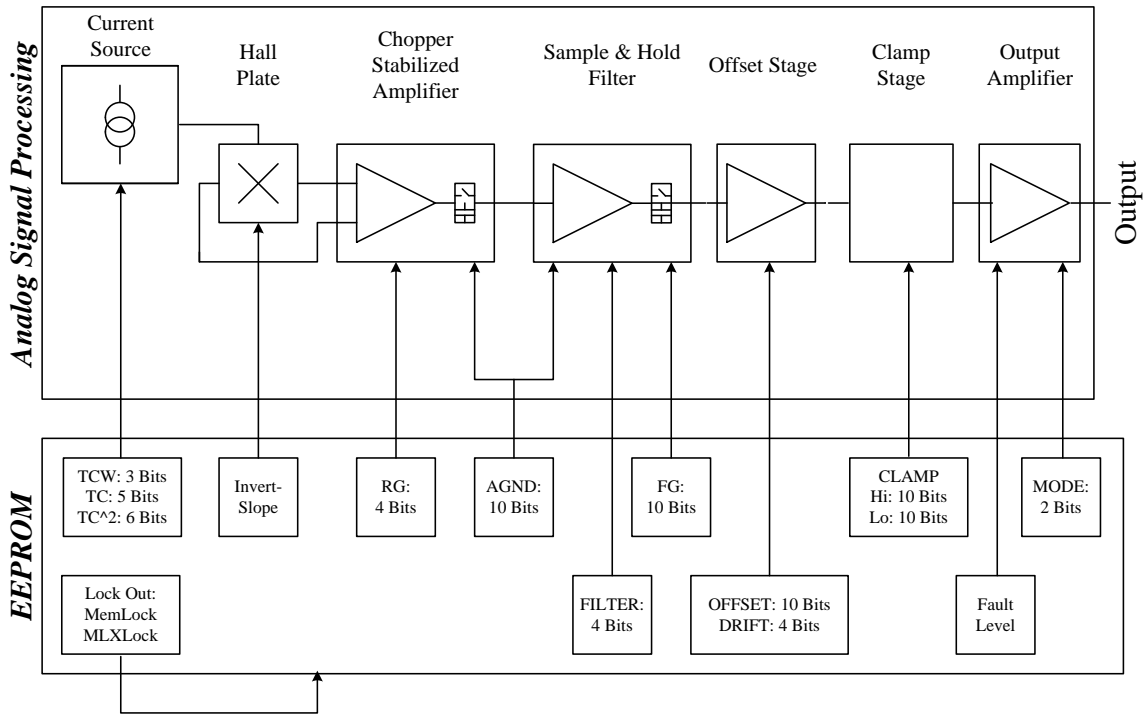 Analog Signal Processing
Current
Source
Hall
Plate
Chopper
Stabilized
Amplifier
Sample & Hold
Filter
Offset Stage
Clamp
Stage
Output
Amplifier
Output
EEPROM
TCW: 3 Bits
TC: 5 Bits
TC^2: 6 Bits
Invert-
Slope
RG:
4 Bits
AGND:
10 Bits
FG:
10 Bits
CLAMP
Hi: 10 Bits
Lo: 10 Bits
MODE:
2 Bits
Lock Out:
MemLock
MLXLock
FILTER:
4 Bits
OFFSET: 10 Bits
DRIFT: 4 Bits
Fault
Level